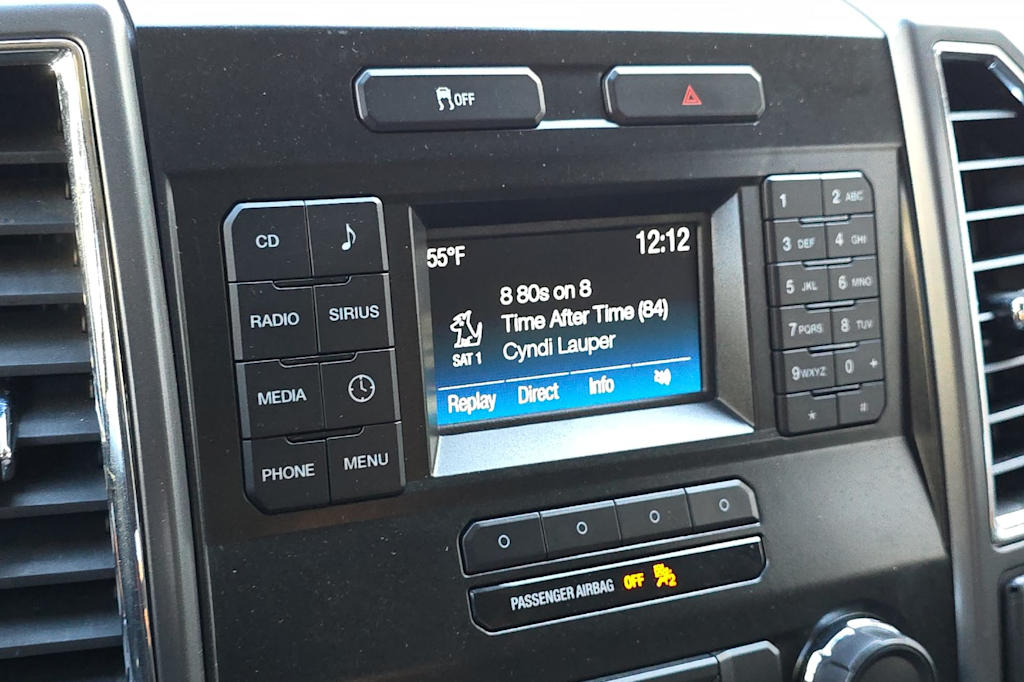 OFF
CD
RADIO
SIRIUS
MEDIA
PHONE
MENU
55°F
12:12
8 80s on 8
Time After Time (84)
SAT 1
Cyndi Lauper
Replay
Direct
Info
1
2 ABC
3 DEF
4 GHI
5 JKL
6 MNO
7 PQRS
8 TUV
9 WXYZ
0 +
*
#
PASSENGER AIRBAG OFF 2